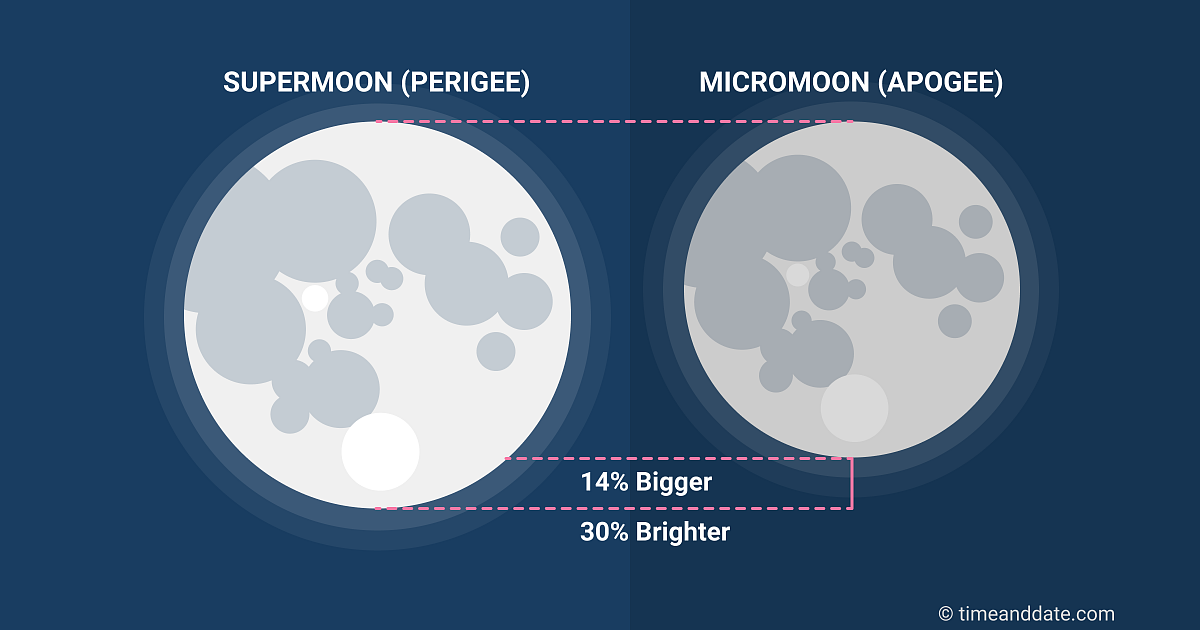 SUPERMOON (PERIGEE)
MICROMOON (APOGEE)
14% Bigger
30% Brighter
© timeanddate.com